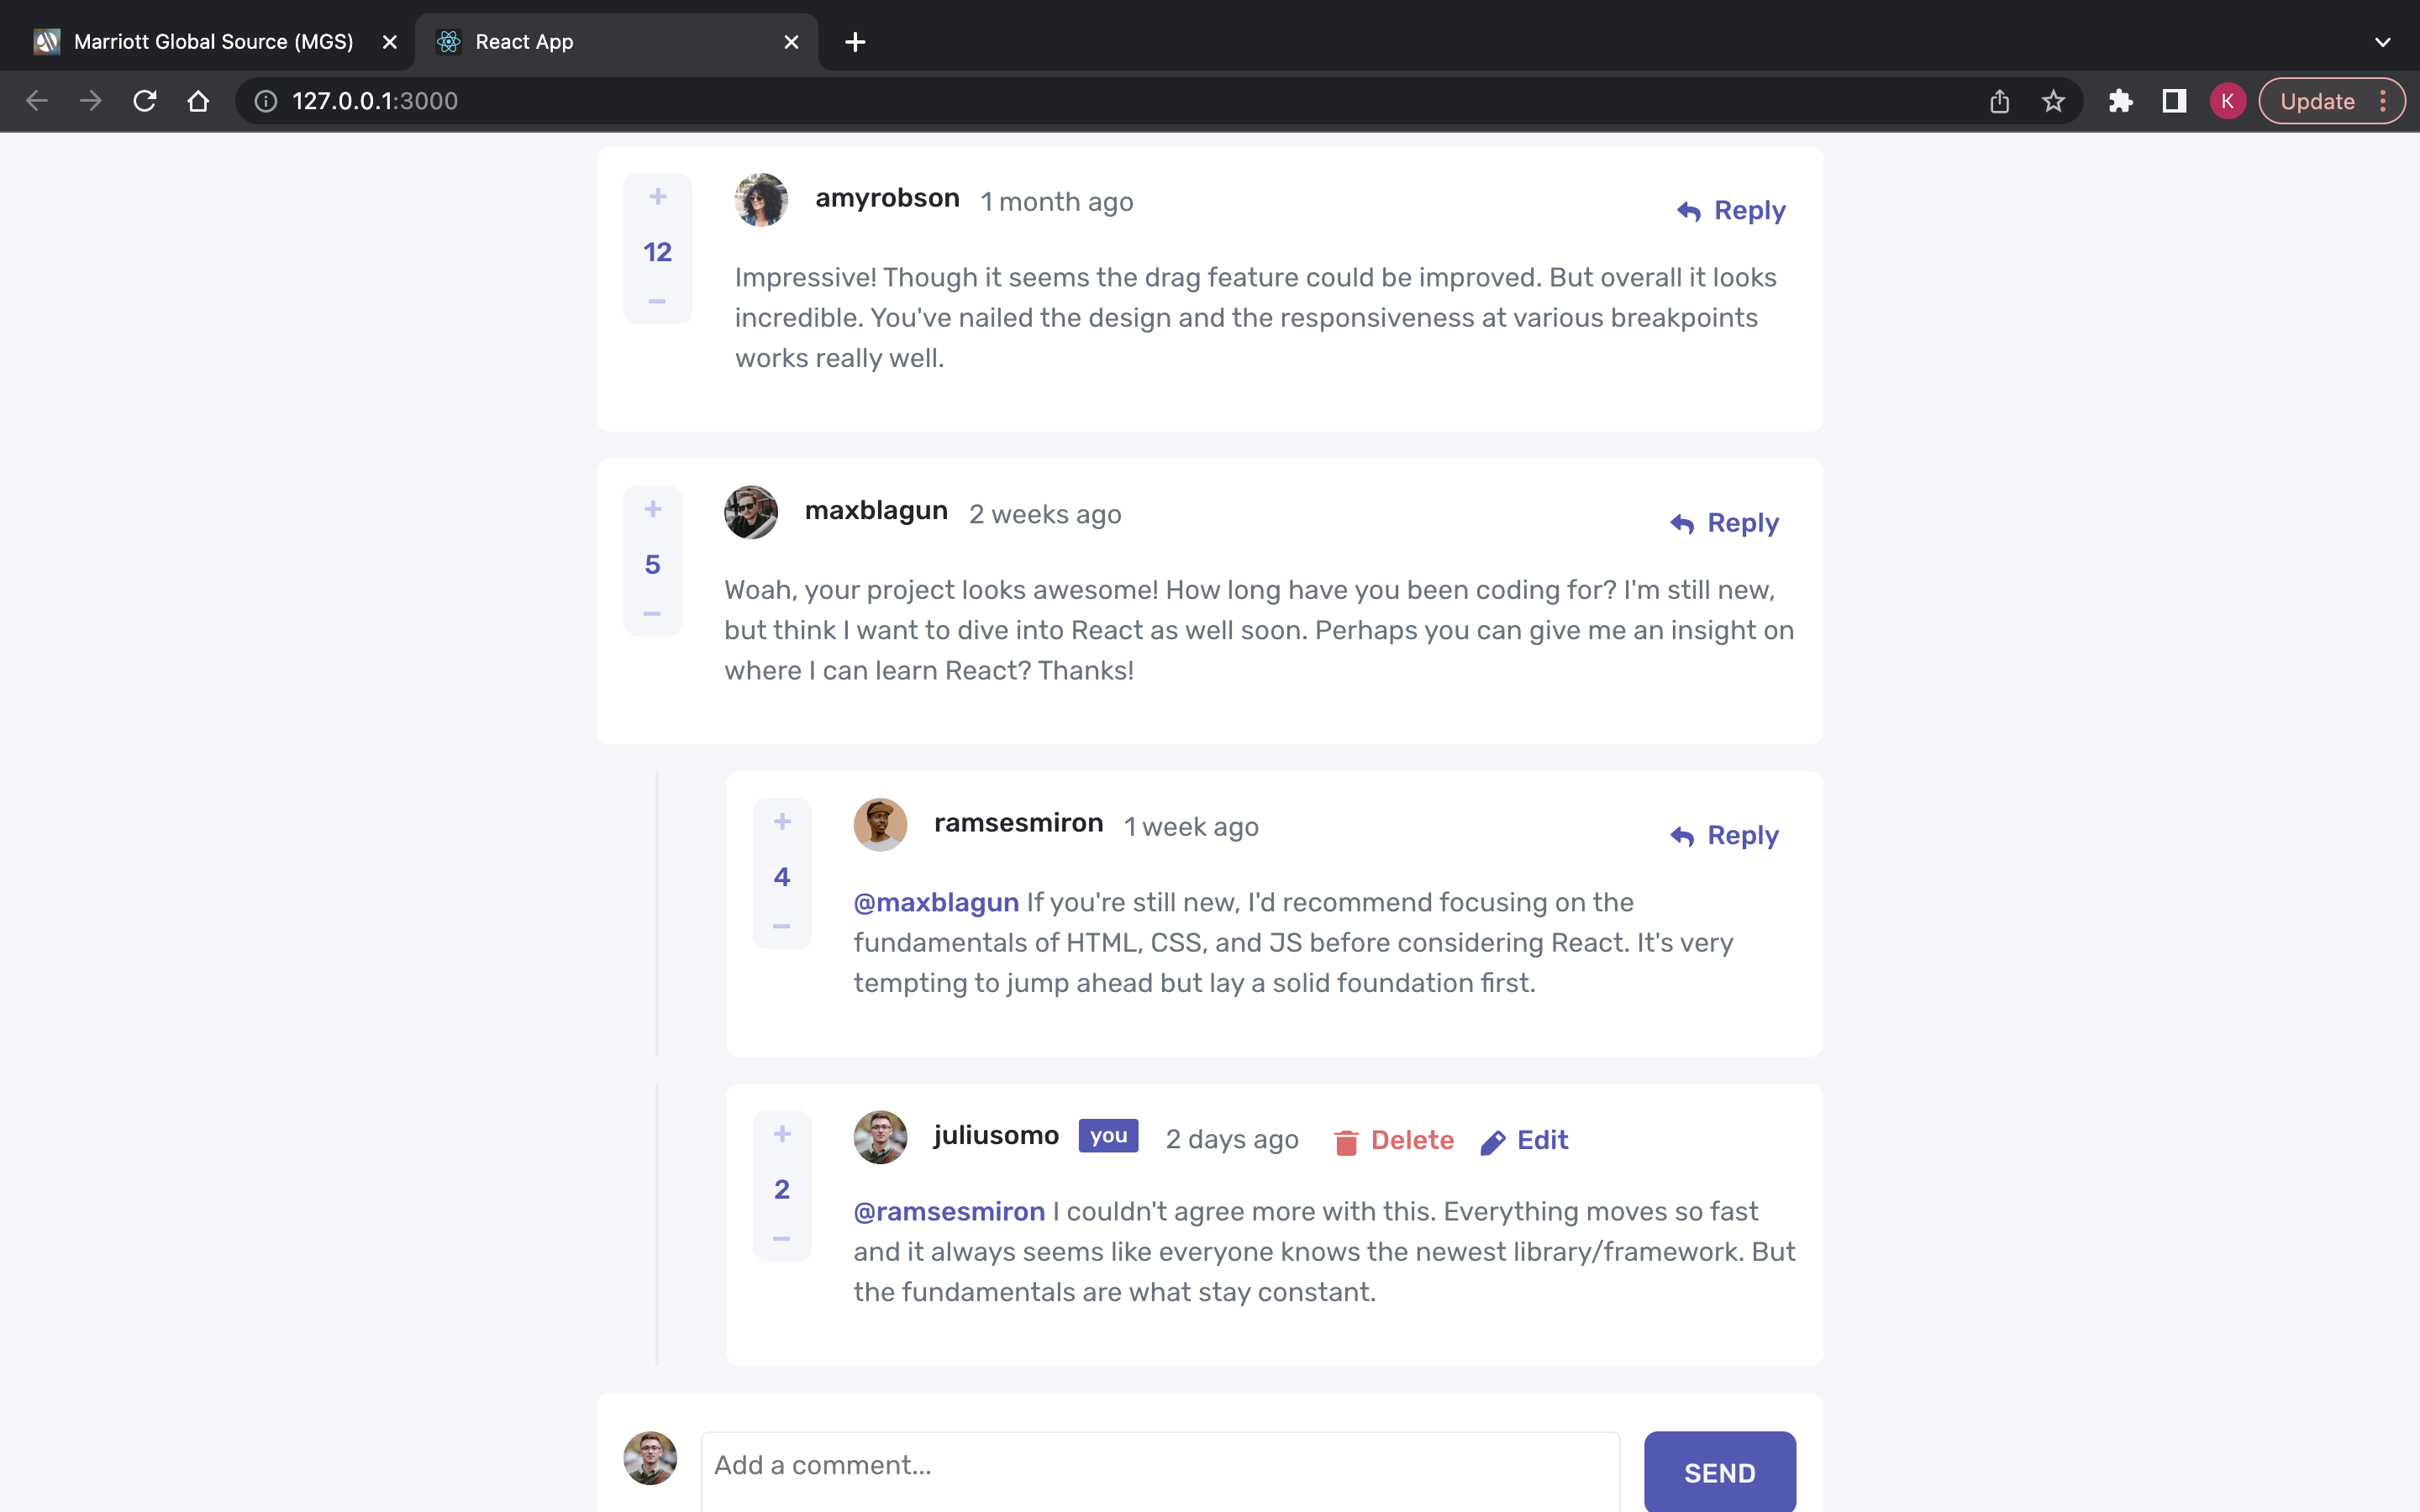 Marriott Global Source (MGS)
React App
127.0.0.1:3000
K
Update
+
12
−
amyrobson 1 month ago
Reply
Impressive! Though it seems the drag feature could be improved. But overall it looks
incredible. You've nailed the design and the responsiveness at various breakpoints
works really well.
+
5
−
maxblagun 2 weeks ago
Reply
Woah, your project looks awesome! How long have you been coding for? I'm still new,
but think I want to dive into React as well soon. Perhaps you can give me an insight on
where I can learn React? Thanks!
+
4
−
ramsesmiron 1 week ago
Reply
@maxblagun If you're still new, I'd recommend focusing on the
fundamentals of HTML, CSS, and JS before considering React. It's very
tempting to jump ahead but lay a solid foundation first.
+
2
−
juliusomo you 2 days ago Delete Edit
@ramsesmiron I couldn't agree more with this. Everything moves so fast
and it always seems like everyone knows the newest library/framework. But
the fundamentals are what stay constant.
Add a comment...
SEND